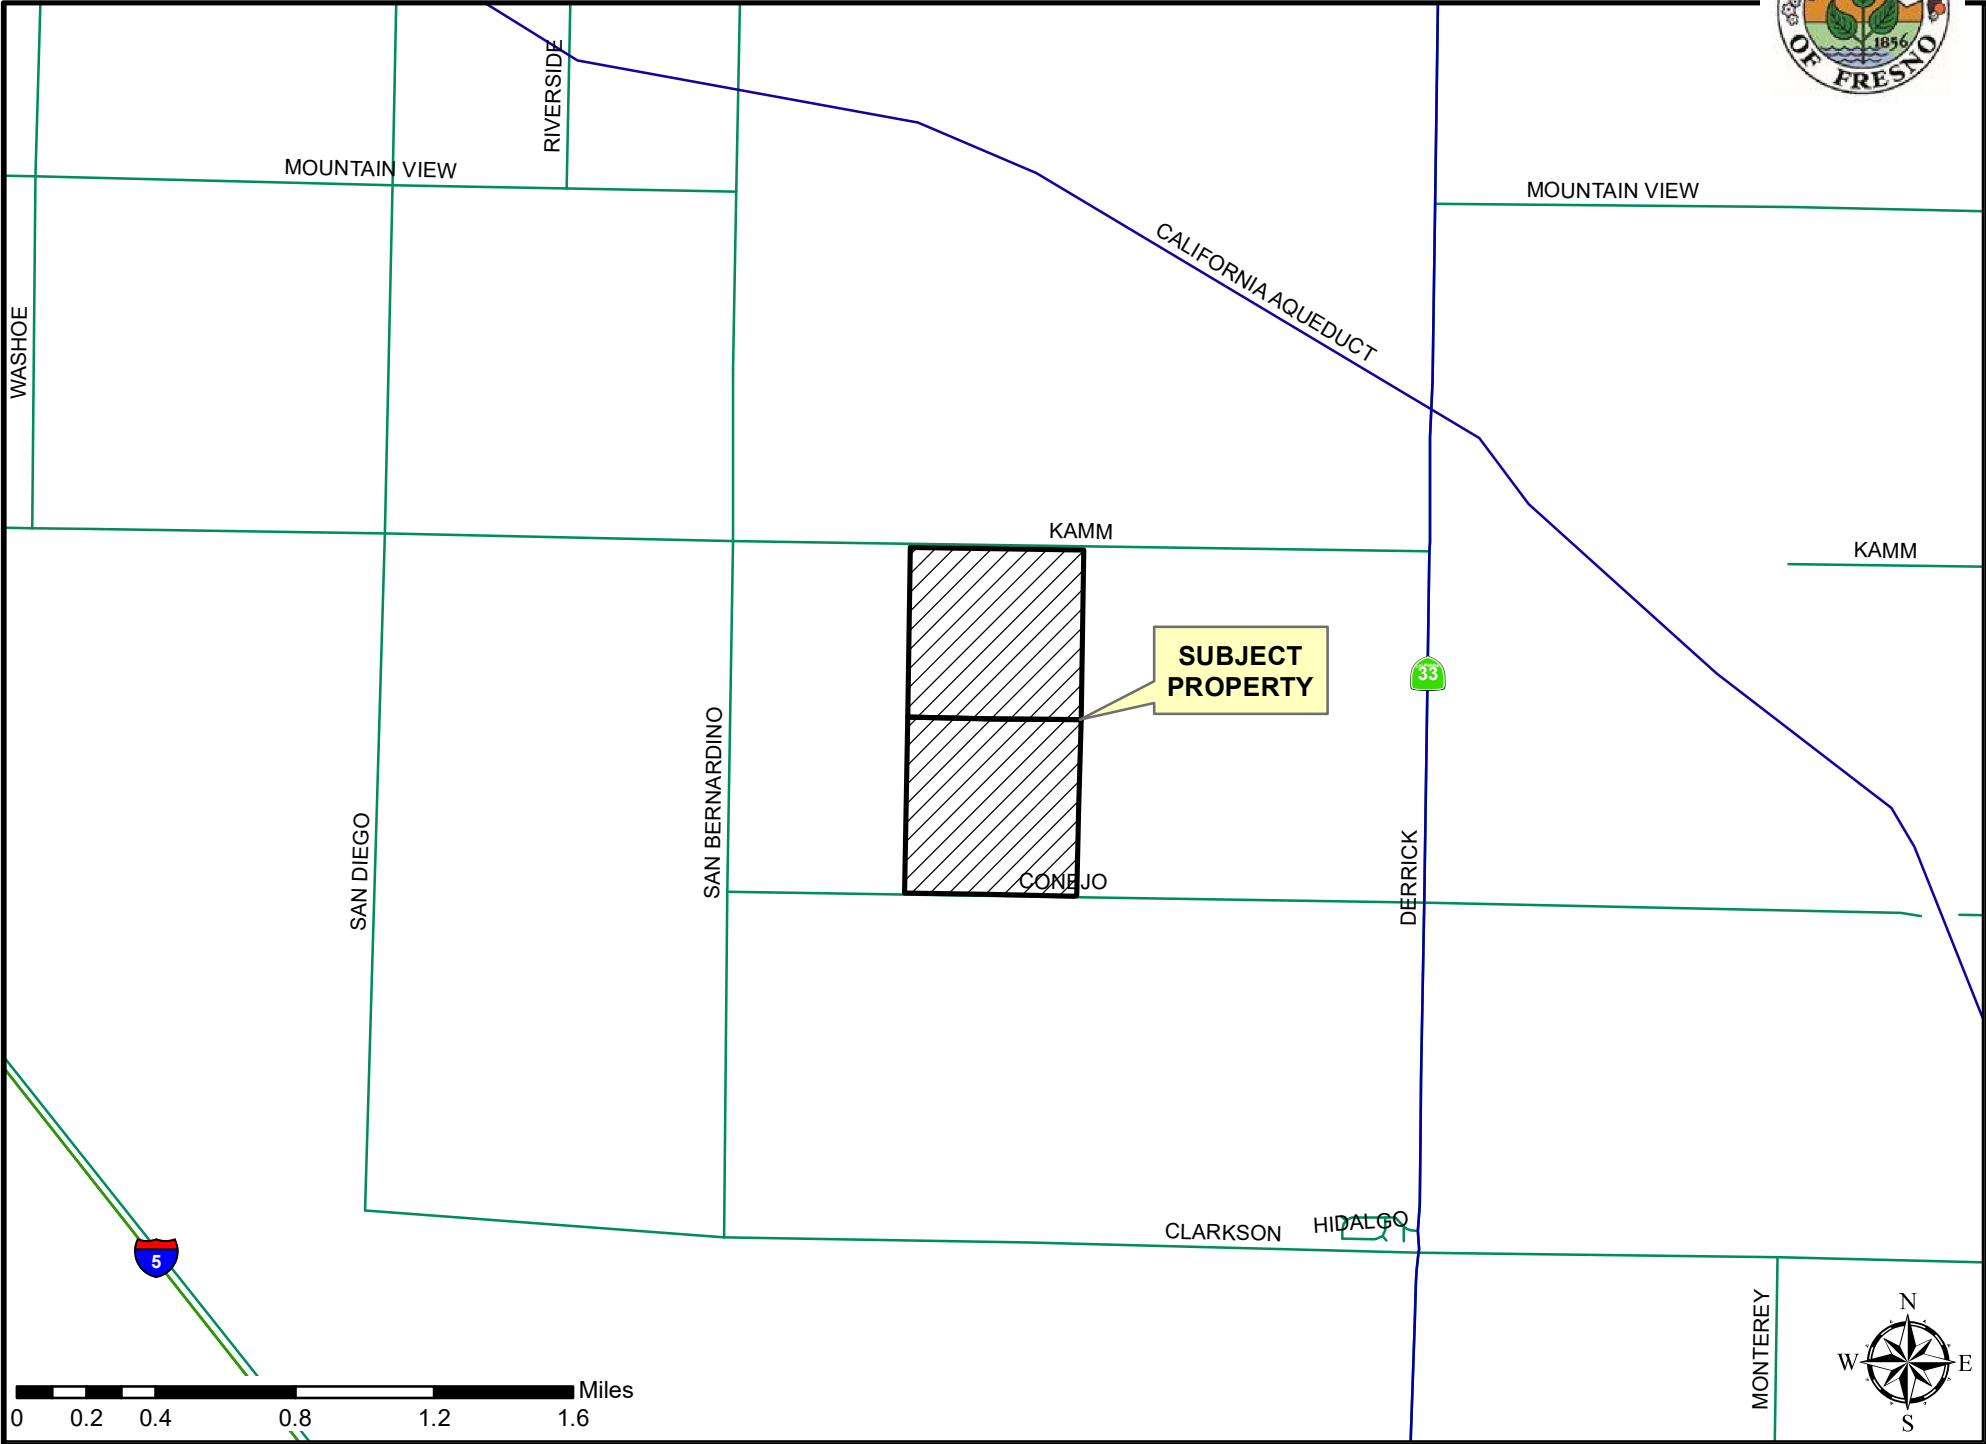 1856
OF FRESNO
RIVERSIDE
MOUNTAIN VIEW
MOUNTAIN VIEW
CALIFORNIA AQUEDUCT
WASHOE
KAMM
KAMM
SUBJECT
PROPERTY
33
SAN BERNARDINO
SAN DIEGO
DERRICK
CONEJO
HIDALGO
CLARKSON
5
MONTEREY
N
W E
S
Miles
0 0.2 0.4 0.8 1.2 1.6